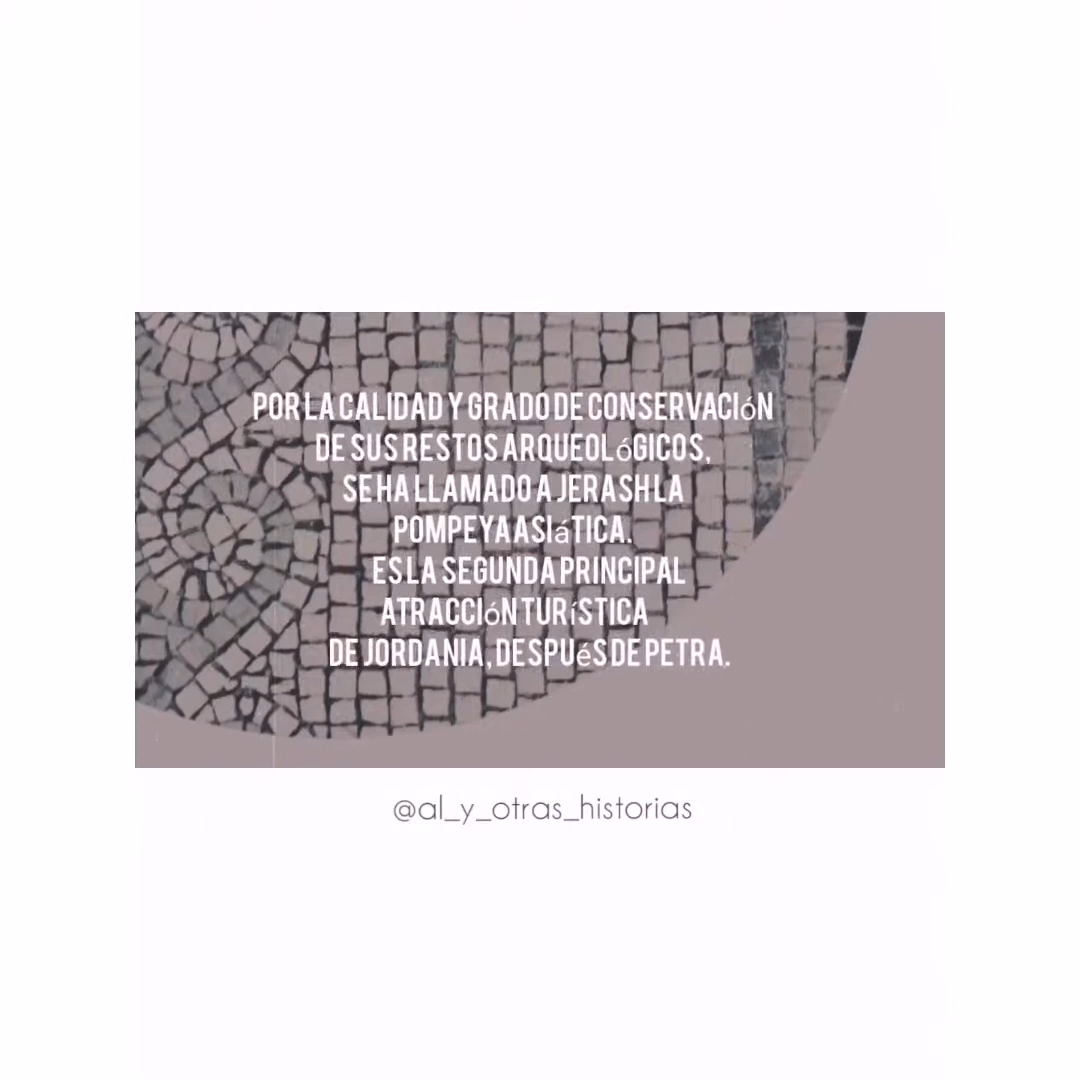 POR LA CALIDAD Y GRADO DE CONSERVACIóN
DE SUS RESTOS ARQUEOLóGICOS,
SE HA LLAMADO A JERASH LA
POMPEYA ASIáTICA.
ES LA SEGUNDA PRINCIPAL
ATRACCIóN TURíSTICA
DE JORDANIA, DESPUéS DE PETRA.
@al_y_otras_historias